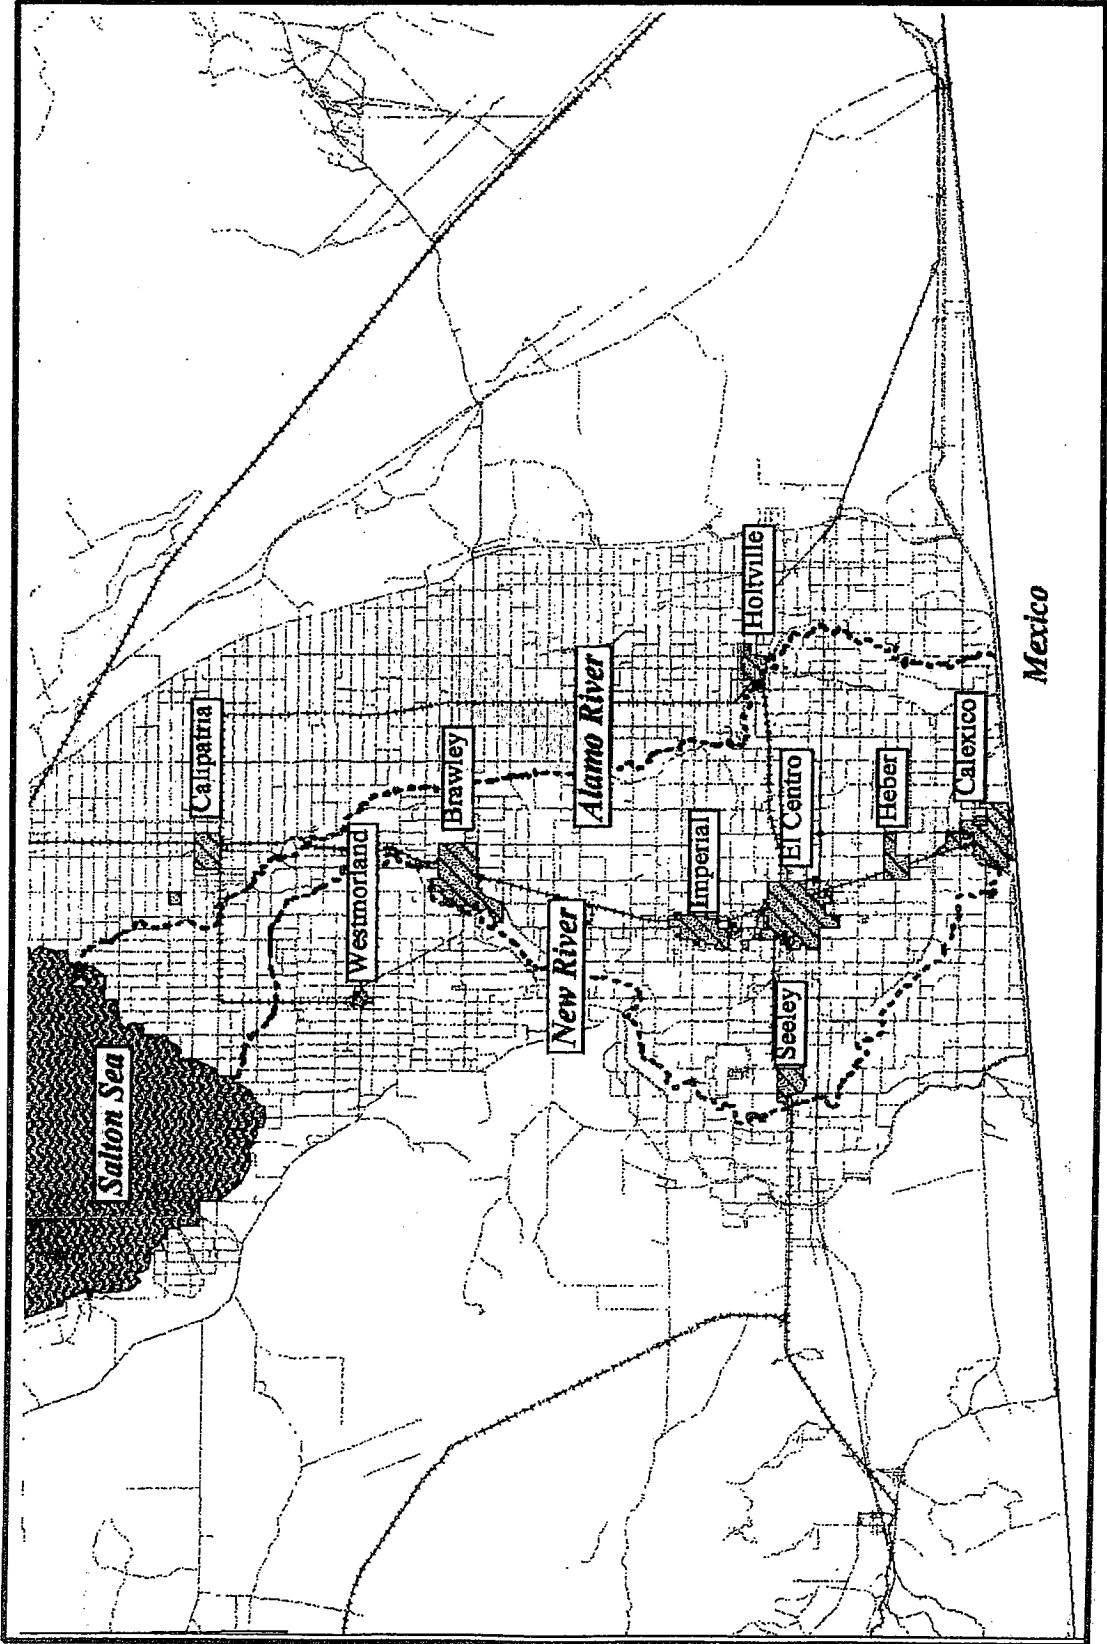 Salton Sea
Calipatria
Westmorland
Brawley
New River
Alamo River
Imperial
Holtville
Seeley
El Centro
Heber
Calexico
Mexico